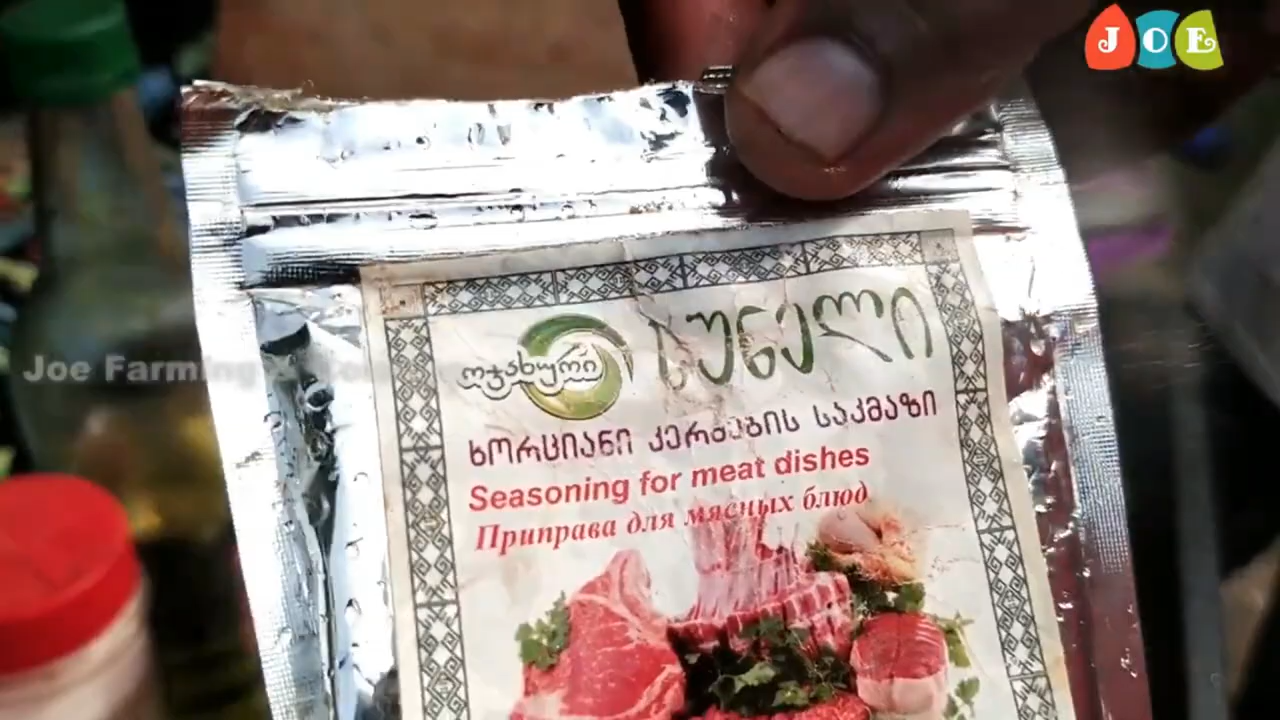 JOE
ოჯახური
სუნელი
ხორციანი კერძების საკმაზი
Seasoning for meat dishes
Приправа для мясных блюд
Joe Farming &